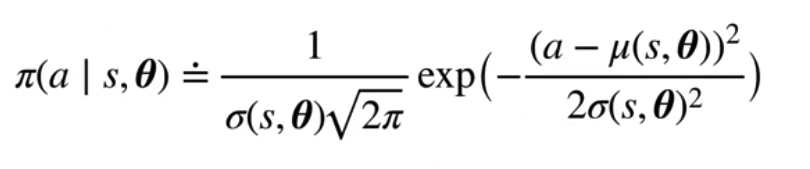 π(a | s, θ) ≐ 1 / (σ(s, θ)√2π) exp(−(a − μ(s, θ))² / 2σ(s, θ)²)